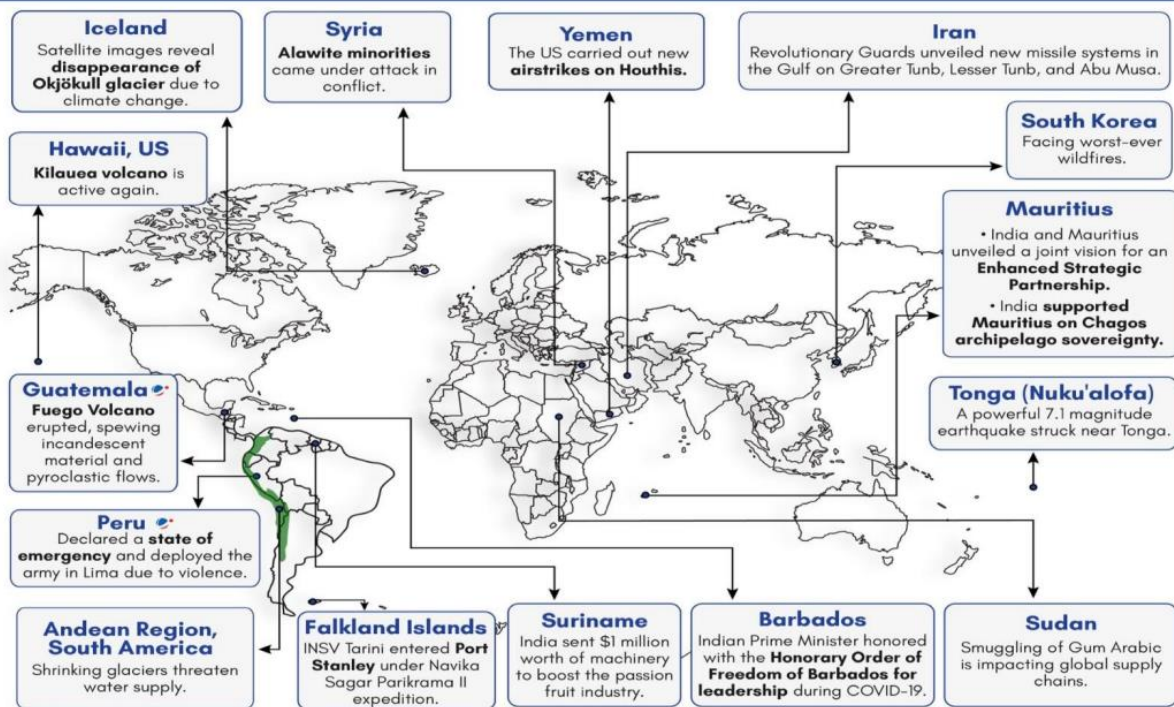 Iceland
Satellite images reveal
disappearance of
Okjökull glacier due to
climate change.
Syria
Alawite minorities
came under attack in
conflict.
Yemen
The US carried out new
airstrikes on Houthis.
Iran
Revolutionary Guards unveiled new missile systems in
the Gulf on Greater Tunb, Lesser Tunb, and Abu Musa.
Hawaii, US
Kilauea volcano is
active again.
South Korea
Facing worst-ever
wildfires.
Mauritius
• India and Mauritius
unveiled a joint vision for an
Enhanced Strategic
Partnership.
• India supported
Mauritius on Chagos
archipelago sovereignty.
Guatemala
Fuego Volcano
erupted, spewing
incandescent
material and
pyroclastic flows.
Tonga (Nuku'alofa)
A powerful 7.1 magnitude
earthquake struck near Tonga.
Peru
Declared a state of
emergency and deployed the
army in Lima due to violence.
Andean Region,
South America
Shrinking glaciers threaten
water supply.
Falkland Islands
INSV Tarini entered Port
Stanley under Navika
Sagar Parikrama II
expedition.
Suriname
India sent $1 million
worth of machinery
to boost the passion
fruit industry.
Barbados
Indian Prime Minister honored
with the Honorary Order of
Freedom of Barbados for
leadership during COVID-19.
Sudan
Smuggling of Gum Arabic
is impacting global supply
chains.